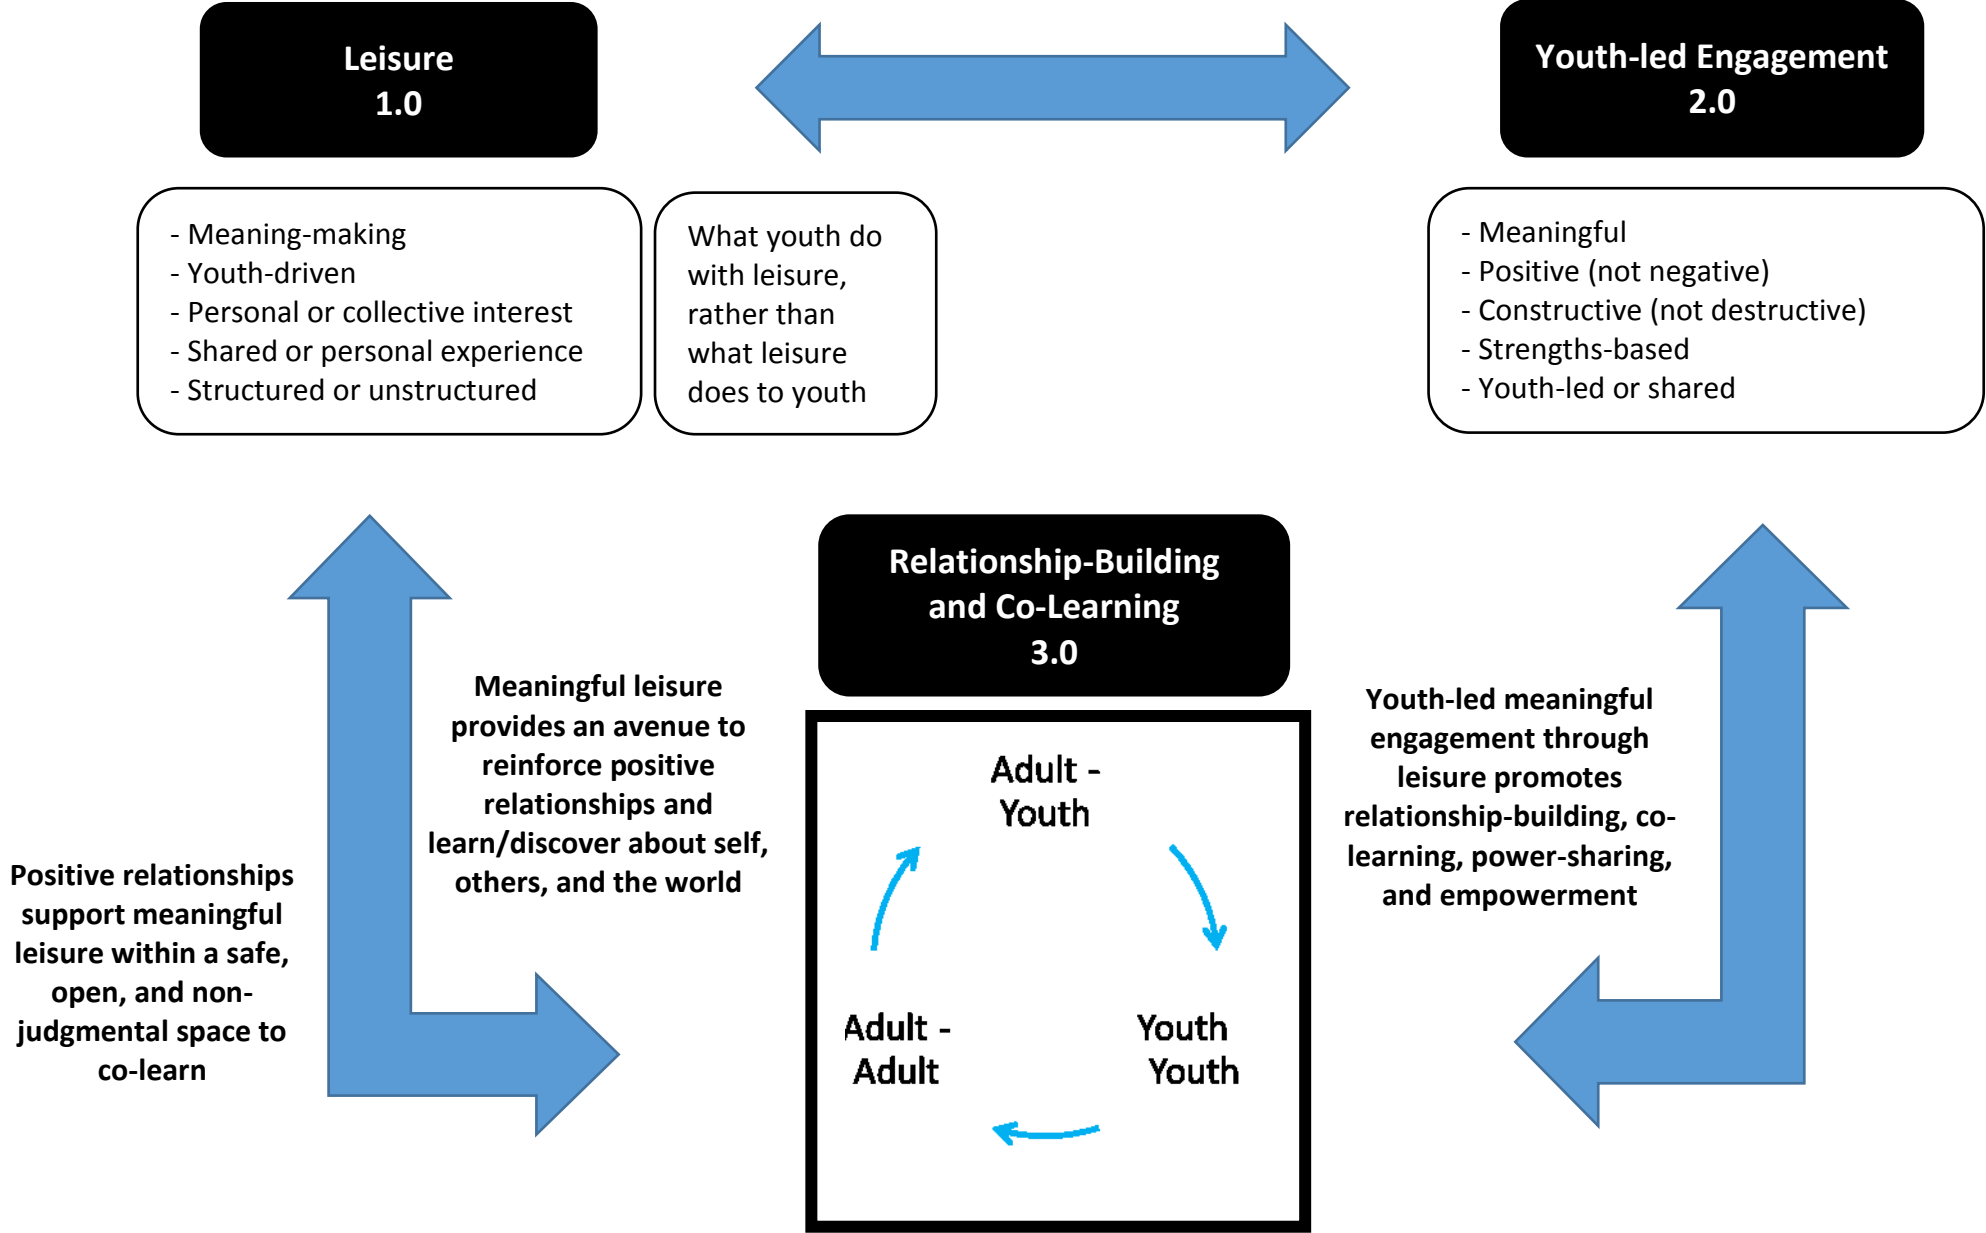 Leisure
1.0
Youth-led Engagement
2.0
- Meaning-making
- Youth-driven
- Personal or collective interest
- Shared or personal experience
- Structured or unstructured
What youth do
with leisure,
rather than
what leisure
does to youth
- Meaningful
- Positive (not negative)
- Constructive (not destructive)
- Strengths-based
- Youth-led or shared
Relationship-Building
and Co-Learning
3.0
Positive relationships
support meaningful
leisure within a safe,
open, and non-
judgmental space to
co-learn
Meaningful leisure
provides an avenue to
reinforce positive
relationships and
learn/discover about self,
others, and the world
Adult -
Youth
Youth
Youth
Adult -
Adult
Youth-led meaningful
engagement through
leisure promotes
relationship-building, co-
learning, power-sharing,
and empowerment